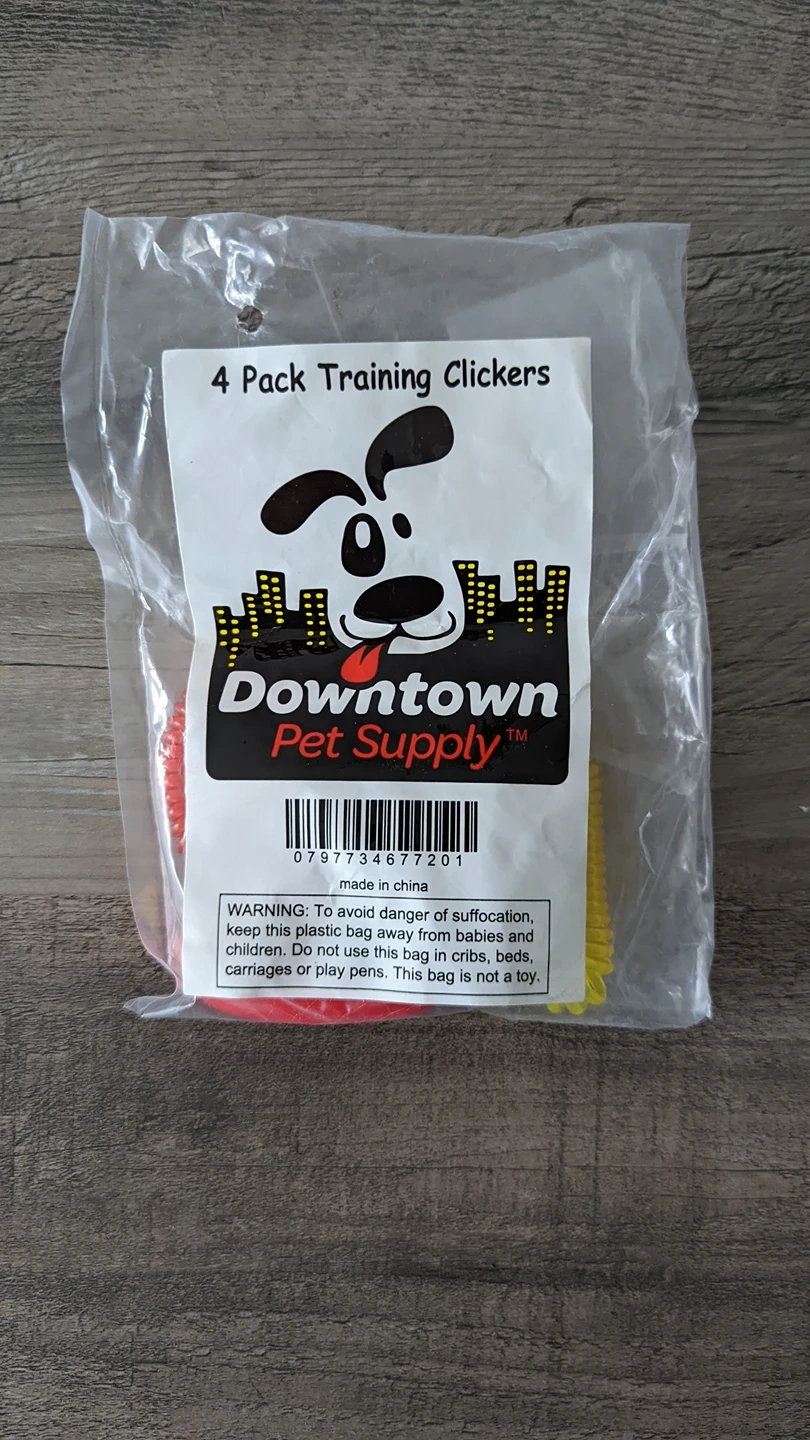 4 Pack Training Clickers
Downtown
Pet Supply™
0797734677201
made in china
WARNING: To avoid danger of suffocation,
keep this plastic bag away from babies and
children. Do not use this bag in cribs, beds,
carriages or play pens. This bag is not a toy.